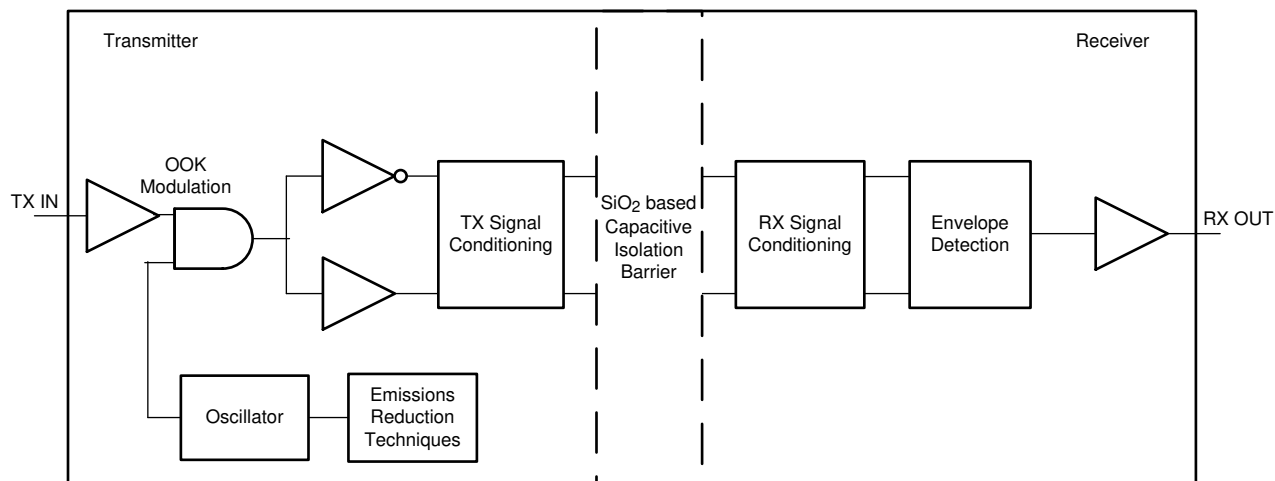 Transmitter
Receiver
OOK
Modulation
TX IN
TX Signal
Conditioning
SiO2 based
Capacitive
Isolation
Barrier
RX Signal
Conditioning
Envelope
Detection
RX OUT
Oscillator
Emissions
Reduction
Techniques